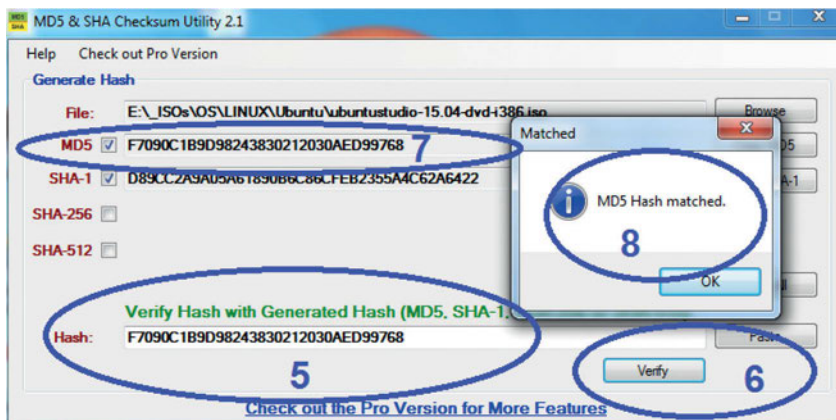 MD5 SHA MD5 & SHA Checksum Utility 2.1
Help Check out Pro Version
Generate Hash
File: E:\_ISOs\OS\LINUX\Ubuntu\ubuntustudio-15.04-dvd-i386.iso Browse
Matched
MD5 F7090C1B9D98243830212030AED99768 7
SHA-1 D89CC2A9A05A61890B6C86CFEB2355A4C62A6422
SHA-256
MD5 Hash matched.
SHA-512
8
OK
Verify Hash with Generated Hash (MD5, SHA-1,
Hash: F7090C1B9D98243830212030AED99768 Paste
5
Verify 6
Check out the Pro Version for More Features